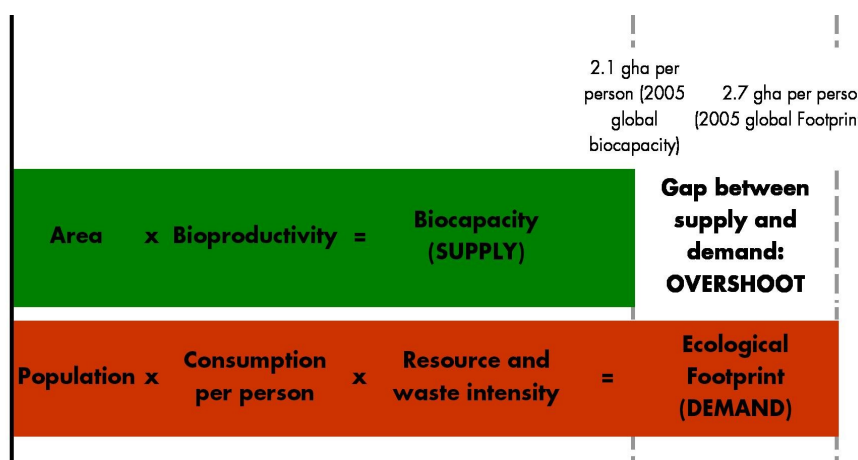 2.1 gha per
person (2005
global
biocapacity)
2.7 gha per perso
(2005 global Footprin
Area x Bioproductivity = Biocapacity
(SUPPLY)
Gap between
supply and
demand:
OVERSHOOT
Population x Consumption
per person x Resource and
waste intensity = Ecological
Footprint
(DEMAND)